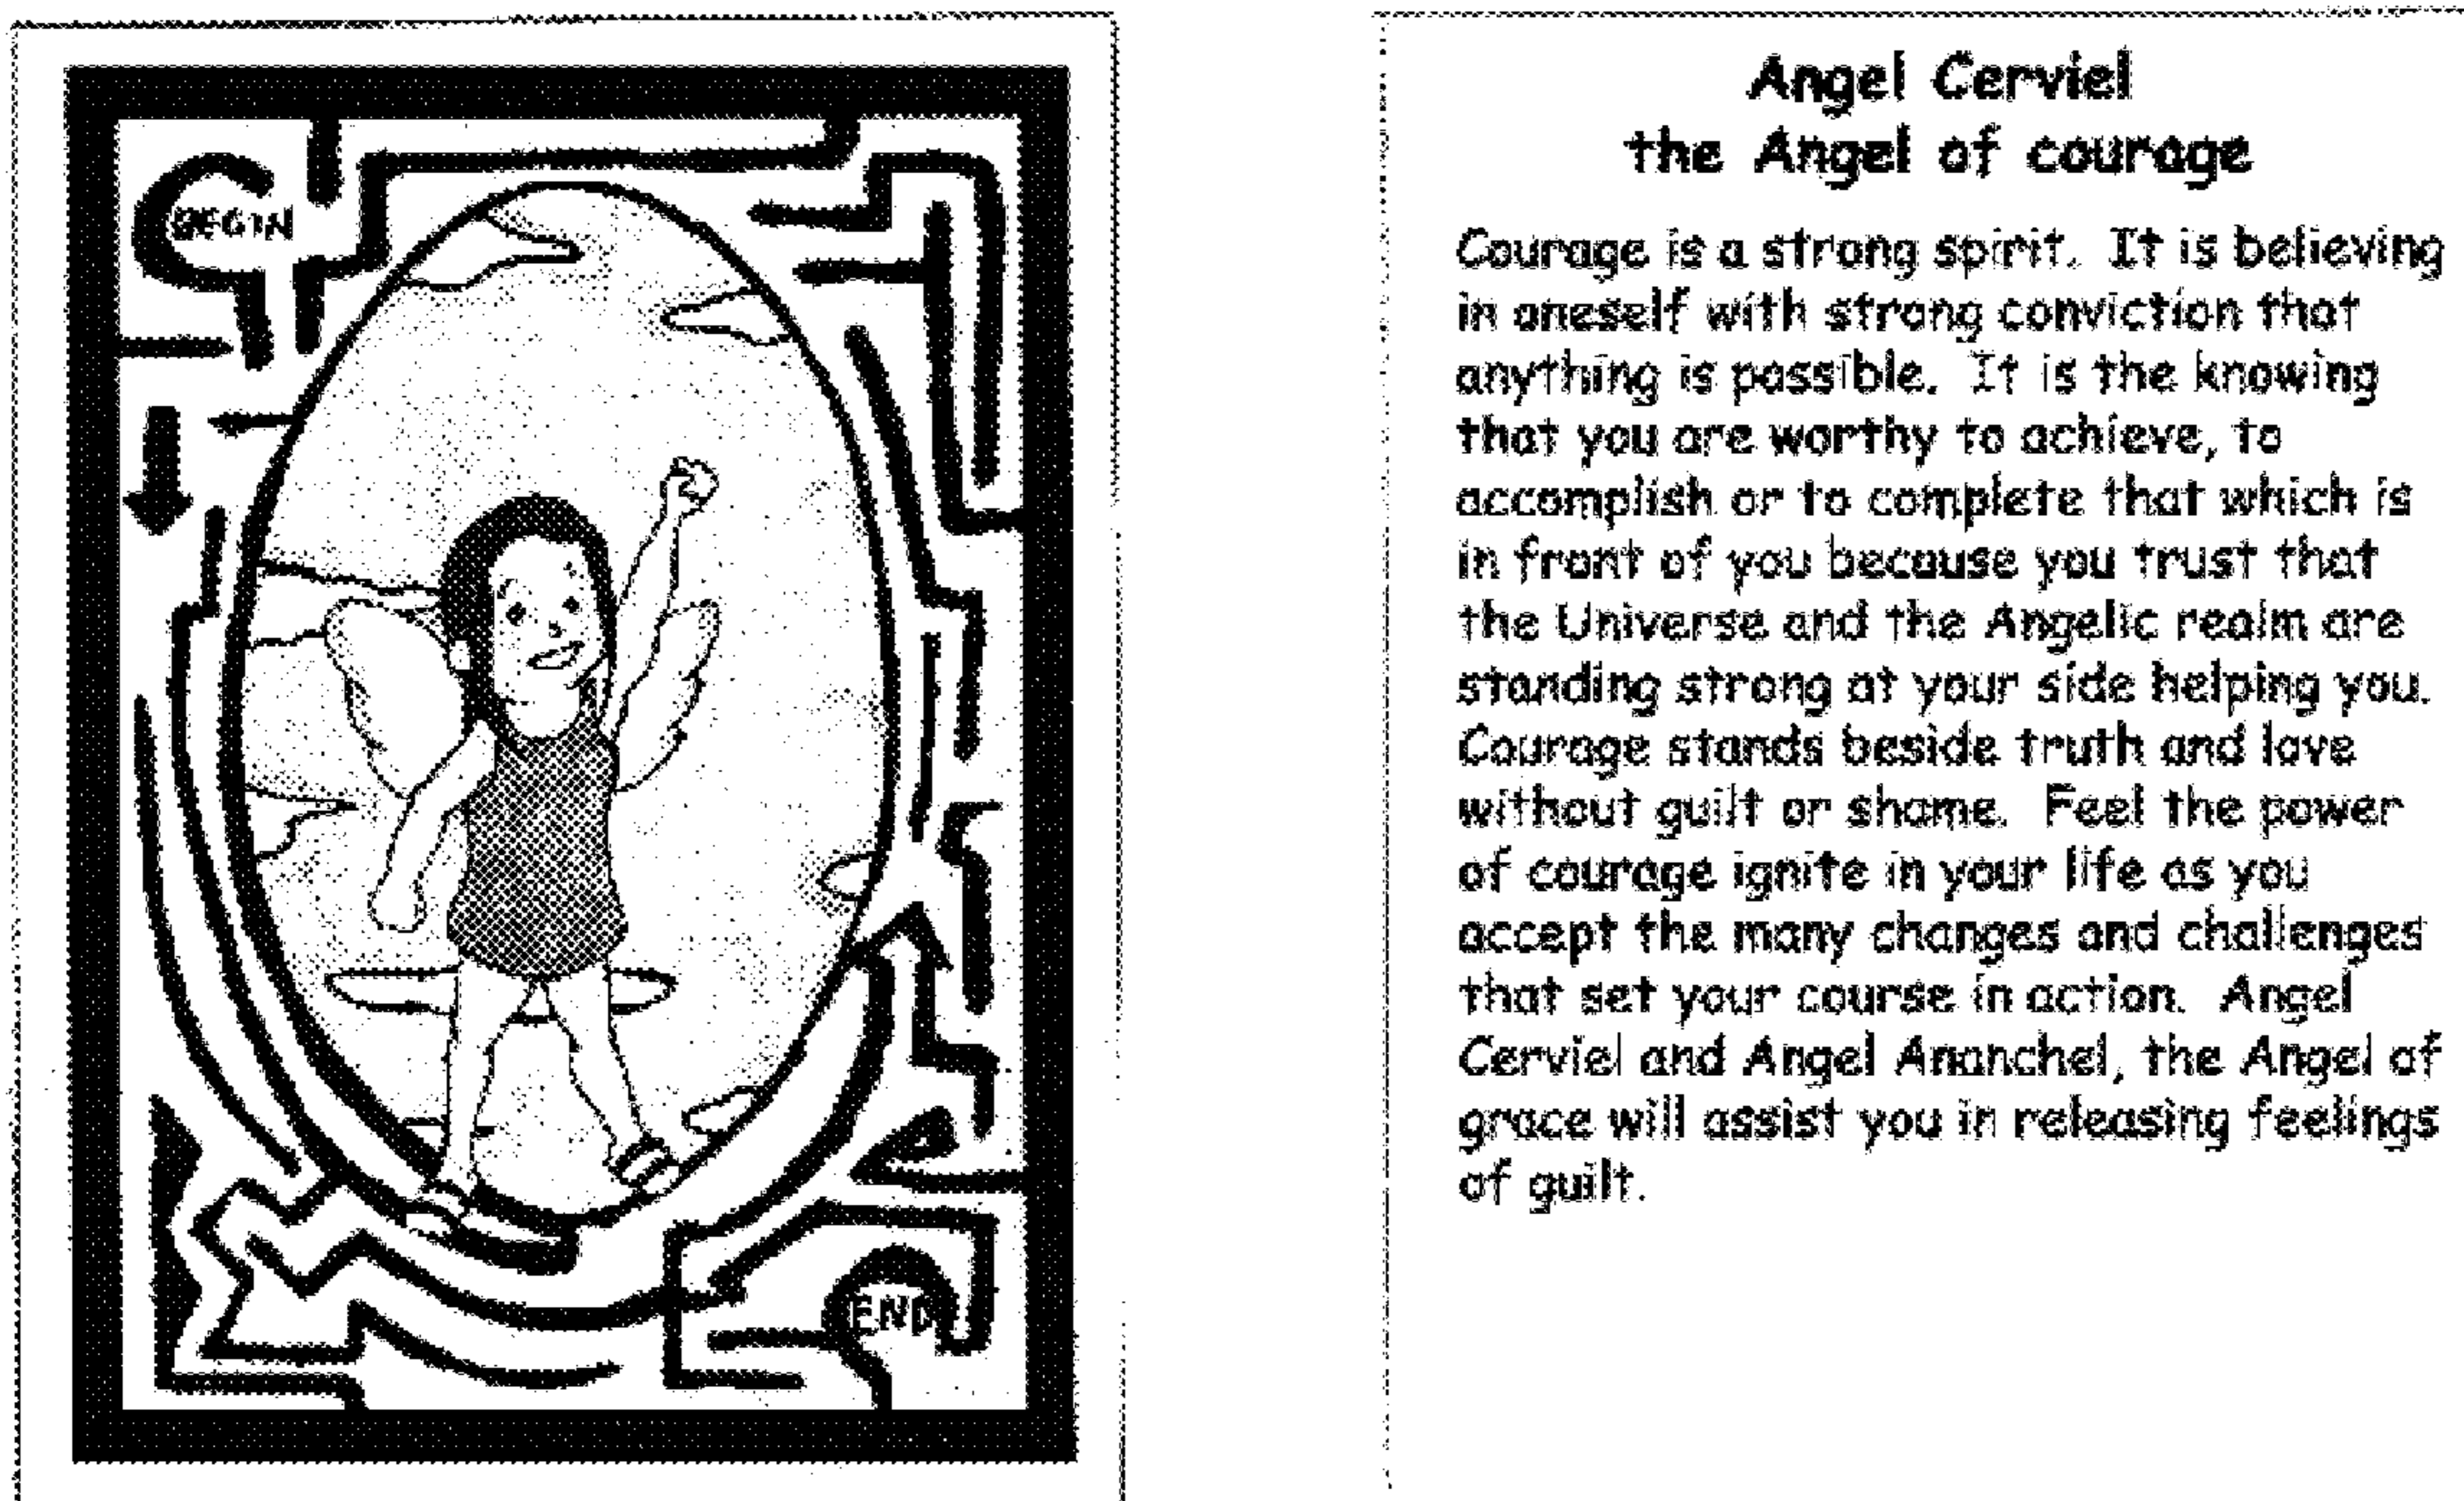 BEGIN
END
Angel Cerviel
the Angel of courage
Courage is a strong spirit. It is believing
in oneself with strong conviction that
anything is possible. It is the knowing
that you are worthy to achieve, to
accomplish or to complete that which is
in front of you because you trust that
the Universe and the Angelic realm are
standing strong at your side helping you.
Courage stands beside truth and love
without guilt or shame. Feel the power
of courage ignite in your life as you
accept the many changes and challenges
that set your course in action. Angel
Cerviel and Angel Ananchel, the Angel of
grace will assist you in releasing feelings
of guilt.